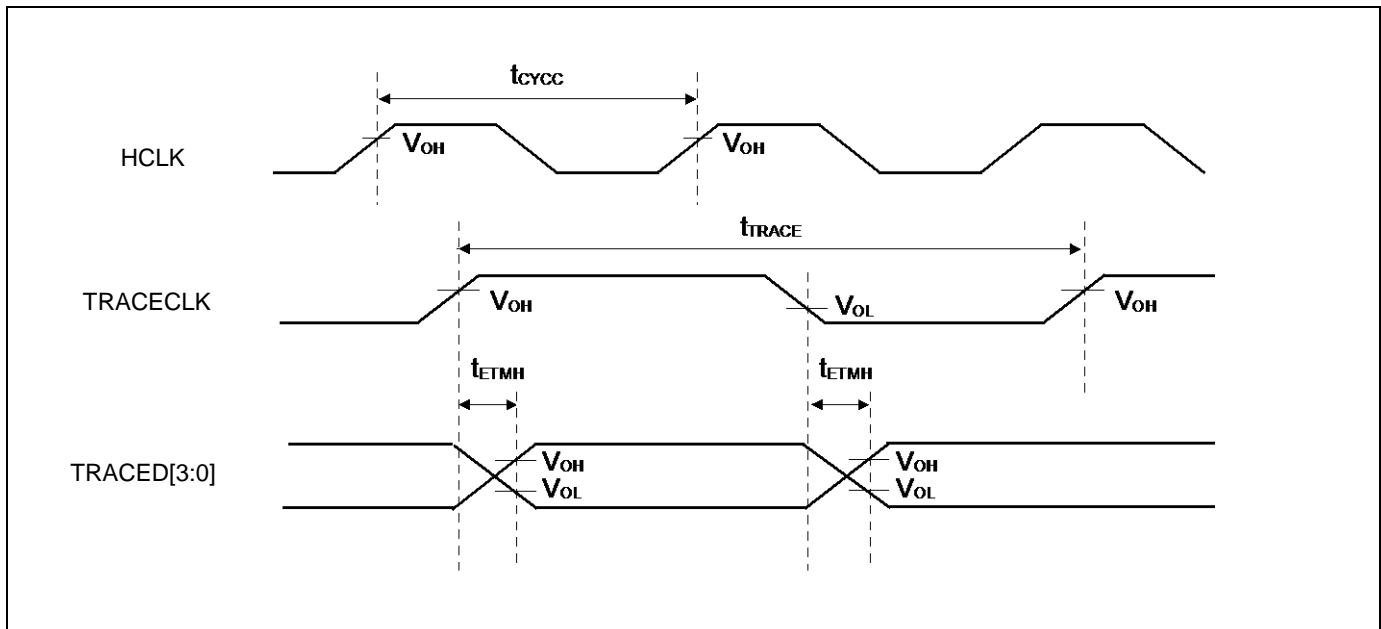 tCYCC
HCLK
VOH
VOH
tTRACE
TRACECLK
VOH
VOL
VOH
tETMH
tETMH
TRACED[3:0]
VOH
VOH
VOL
VOL